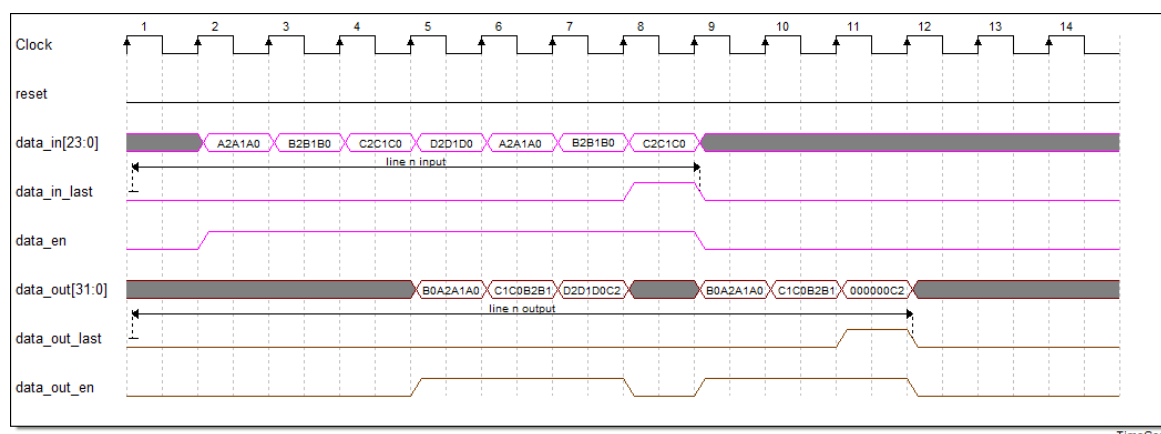 1 2 3 4 5 6 7 8 9 10 11 12 13 14
Clock
reset
data_in[23:0] A2A1A0 B2B1B0 C2C1C0 D2D1D0 A2A1A0 B2B1B0 C2C1C0
line n input
data_in_last
data_en
data_out[31:0] B0A2A1A0 C1C0B2B1 D2D1D0C2 B0A2A1A0 C1C0B2B1 000000C2
line n output
data_out_last
data_out_en